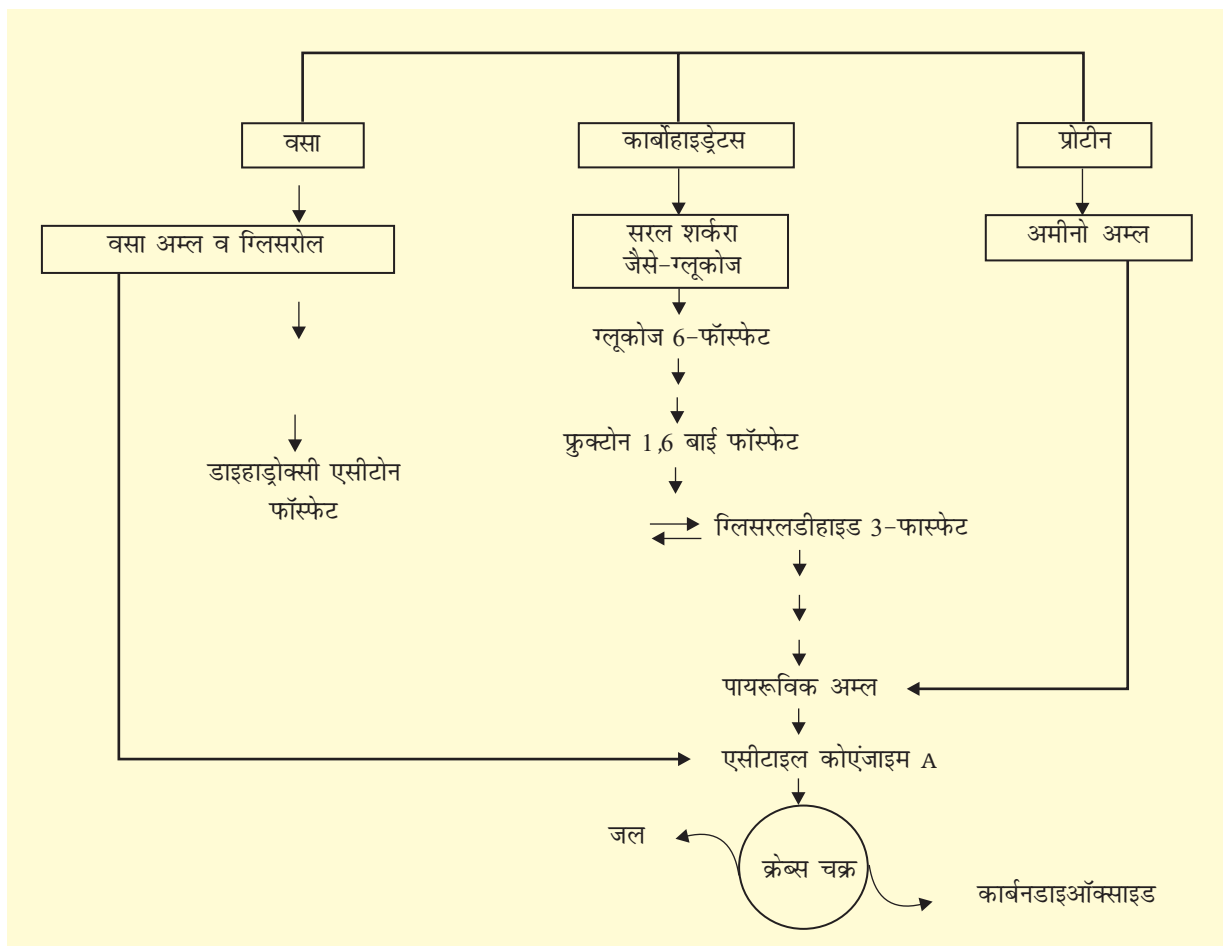 वसा
कार्बोहाइड्रेटस
प्रोटीन
वसा अम्ल व ग्लिसरोल
सरल शर्करा
जैसे-ग्लूकोज
अमीनो अम्ल
ग्लूकोज 6-फॉस्फेट
फ्रुक्टोन 1,6 बाई फॉस्फेट
डाइहाड्रोक्सी एसीटोन
फॉस्फेट
ग्लिसरलडीहाइड 3-फास्फेट
पायरूविक अम्ल
एसीटाइल कोएंजाइम A
जल
क्रेब्स चक्र
कार्बनडाइऑक्साइड